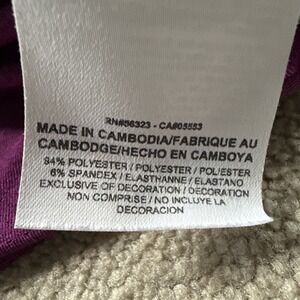 RN#56323 - CA#05553
MADE IN CAMBODIA/FABRIQUE AU
CAMBODGE/HECHO EN CAMBOYA
94% POLYESTER / POLYESTER / POLIESTER
6% SPANDEX / ELASTHANNE / ELASTANO
EXCLUSIVE OF DECORATION / DECORATION
NON COMPRISE / NO INCLUYE LA
DECORACION